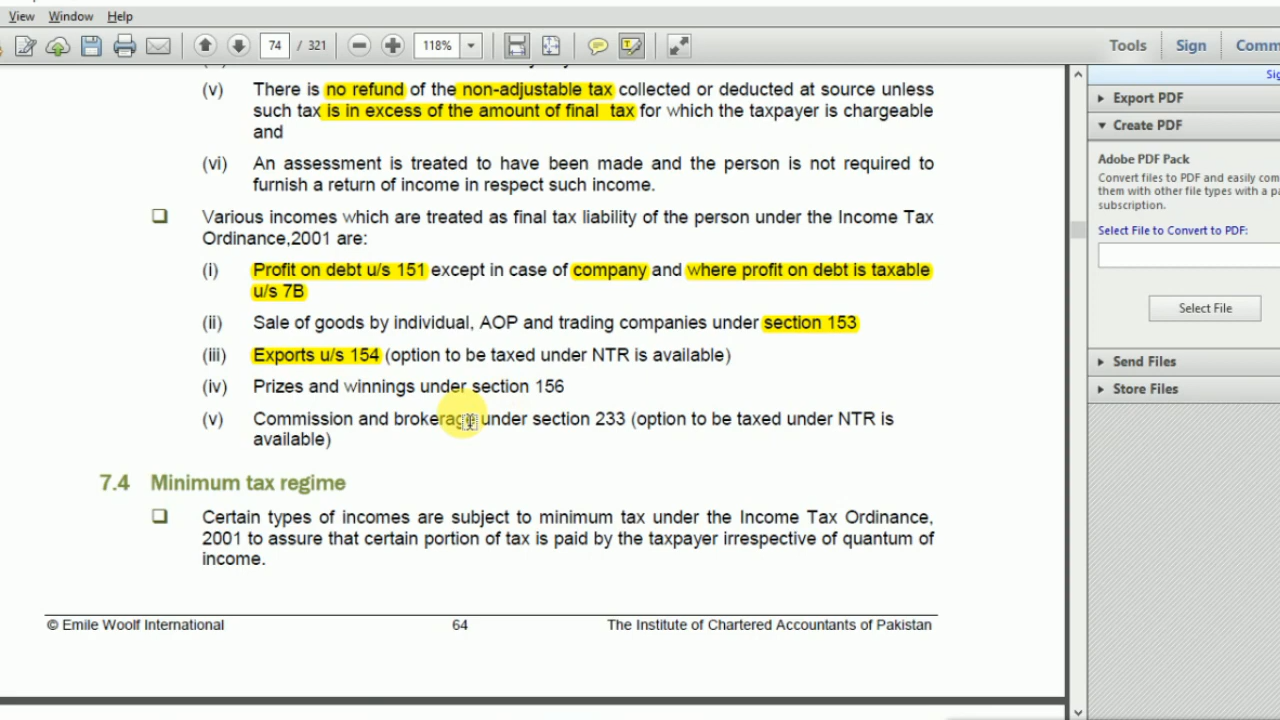 View Window Help
74 / 321 118% Tools Sign Comm
Sig
(v) There is no refund of the non-adjustable tax collected or deducted at source unless
such tax is in excess of the amount of final tax for which the taxpayer is chargeable
and
(vi) An assessment is treated to have been made and the person is not required to
furnish a return of income in respect such income.
Various incomes which are treated as final tax liability of the person under the Income Tax
Ordinance,2001 are:
(i) Profit on debt u/s 151 except in case of company and where profit on debt is taxable
u/s 7B
(ii) Sale of goods by individual, AOP and trading companies under section 153
(iii) Exports u/s 154 (option to be taxed under NTR is available)
(iv) Prizes and winnings under section 156
(v) Commission and brokerage under section 233 (option to be taxed under NTR is
available)
7.4 Minimum tax regime
Certain types of incomes are subject to minimum tax under the Income Tax Ordinance,
2001 to assure that certain portion of tax is paid by the taxpayer irrespective of quantum of
income.
© Emile Woolf International 64 The Institute of Chartered Accountants of Pakistan
Export PDF
Create PDF
Adobe PDF Pack
Convert files to PDF and easily com
them with other file types with a pa
subscription.
Select File to Convert to PDF:
Select File
Send Files
Store Files